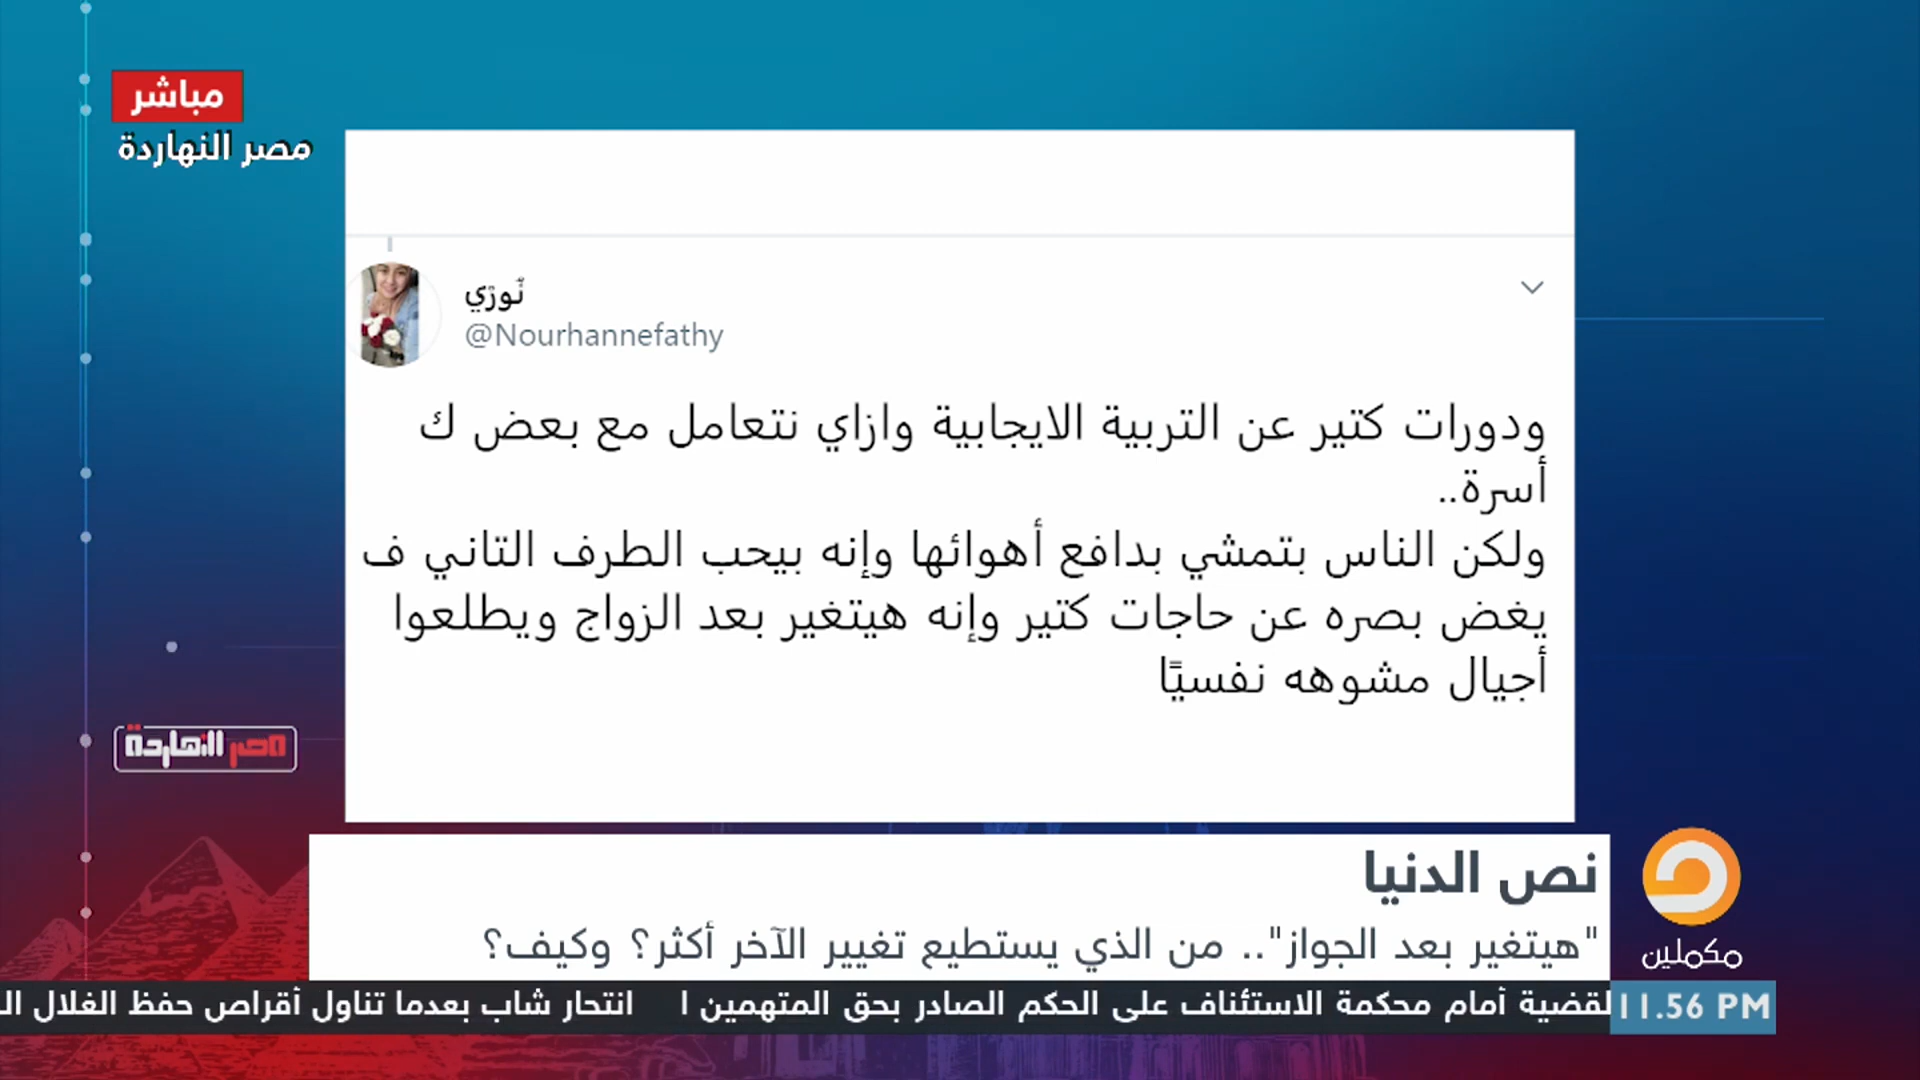 مباشر
مصر النهاردة
نُوري
@Nourhannefathy
ودورات كتير عن التربية الايجابية وازاي نتعامل مع بعض ك
أسرة..
ولكن الناس بتمشي بدافع أهوائها وإنه بيحب الطرف التاني ف
يغض بصره عن حاجات كتير وإنه هيتغير بعد الزواج ويطلعوا
أجيال مشوهه نفسيًا
مصر النهاردة
نص الدنيا
"هيتغير بعد الجواز".. من الذي يستطيع تغيير الآخر أكثر؟ وكيف؟
مكملين
لقضية أمام محكمة الاستئناف على الحكم الصادر بحق المتهمين ا انتحار شاب بعدما تناول أقراص حفظ الغلال ال
11.56 PM